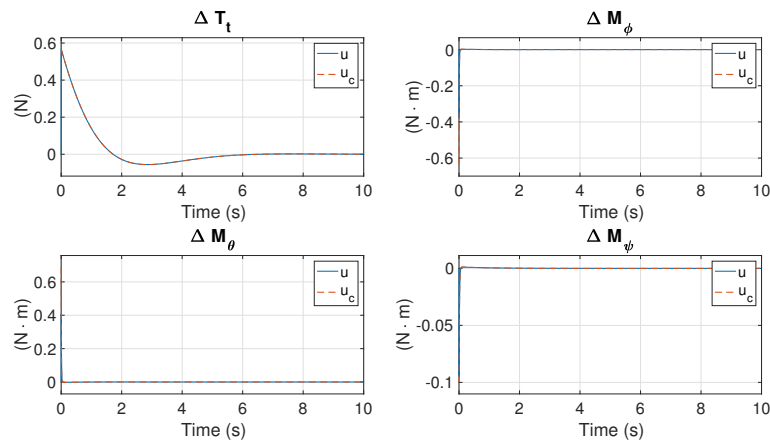 Δ T_t
0.6
0.4
0.2
0
(N)
u
u_c
0 2 4 6 8 10
Time (s)
Δ M_ϕ
0
-0.2
-0.4
-0.6
(N · m)
u
u_c
0 2 4 6 8 10
Time (s)
Δ M_θ
0.6
0.4
0.2
0
(N · m)
u
u_c
0 2 4 6 8 10
Time (s)
Δ M_ψ
0
-0.05
-0.1
(N · m)
u
u_c
0 2 4 6 8 10
Time (s)